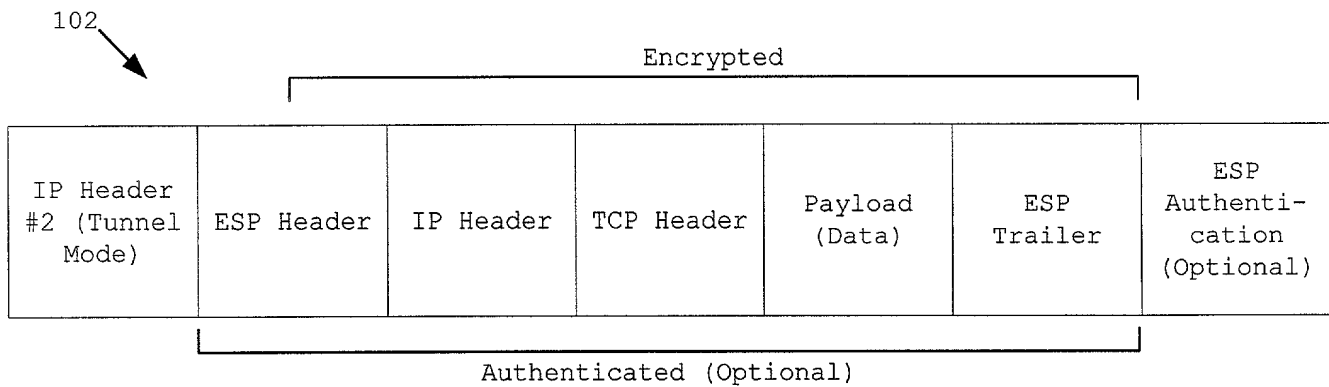 102
Encrypted
IP Header
#2 (Tunnel
Mode)
ESP Header
IP Header
TCP Header
Payload
(Data)
ESP
Trailer
ESP
Authenti-
cation
(Optional)
Authenticated (Optional)